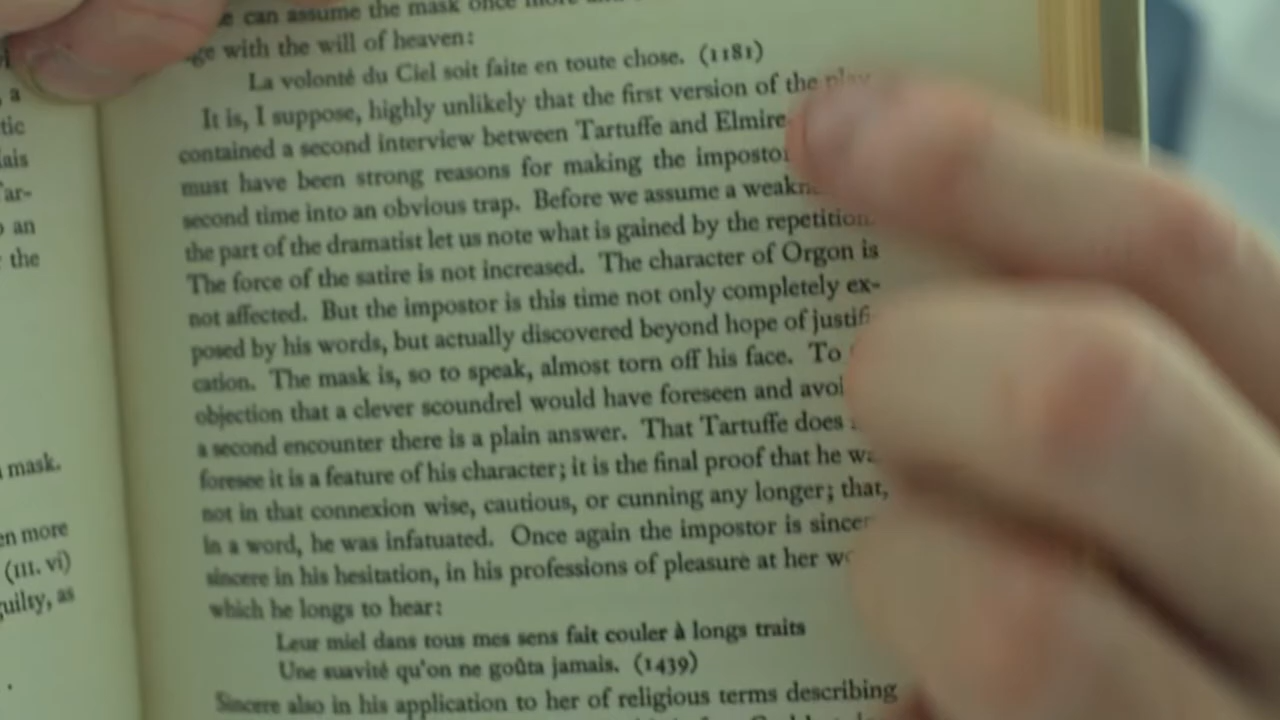 a
tic
lais
o an
the
mask.
en more
(III. vi)
guilty, as
can assume the mask once more
with the will of heaven:
La volonté du Ciel soit faite en toute chose. (1181)
It is, I suppose, highly unlikely that the first version of the play
contained a second interview between Tartuffe and Elmire
must have been strong reasons for making the impostor
second time into an obvious trap. Before we assume a
the part of the dramatist let us note what is gained by the repetition.
The force of the satire is not increased. The character of Orgon is
not affected. But the impostor is this time not only completely ex-
posed by his words, but actually discovered beyond hope of justifi-
cation. The mask is, so to speak, almost torn off his face. To
objection that a clever scoundrel would have foreseen and
a second encounter there is a plain answer. That Tartuffe does
foresee it is a feature of his character; it is the final proof that he
not in that connexion wise, cautious, or cunning any longer; that,
in a word, he was infatuated. Once again the impostor is
sincere in his hesitation, in his professions of pleasure at her
which he longs to hear:
Leur miel dans tous mes sens fait couler à longs traits
Une suavité qu'on ne goûta jamais. (1439)
Sincere also in his application to her of religious terms describing